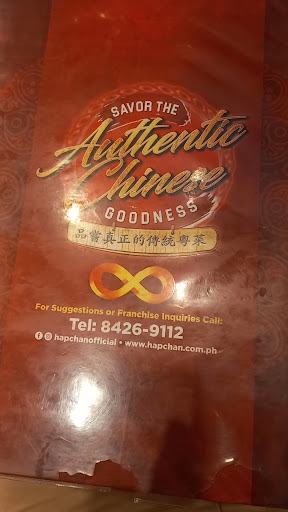 SAVOR THE
Authentic
Chinese
GOODNESS
品嘗真正的傳統粵菜
For Suggestions or Franchise Inquiries Call:
Tel: 8426-9112
hapchanofficial • www.hapchan.com.ph